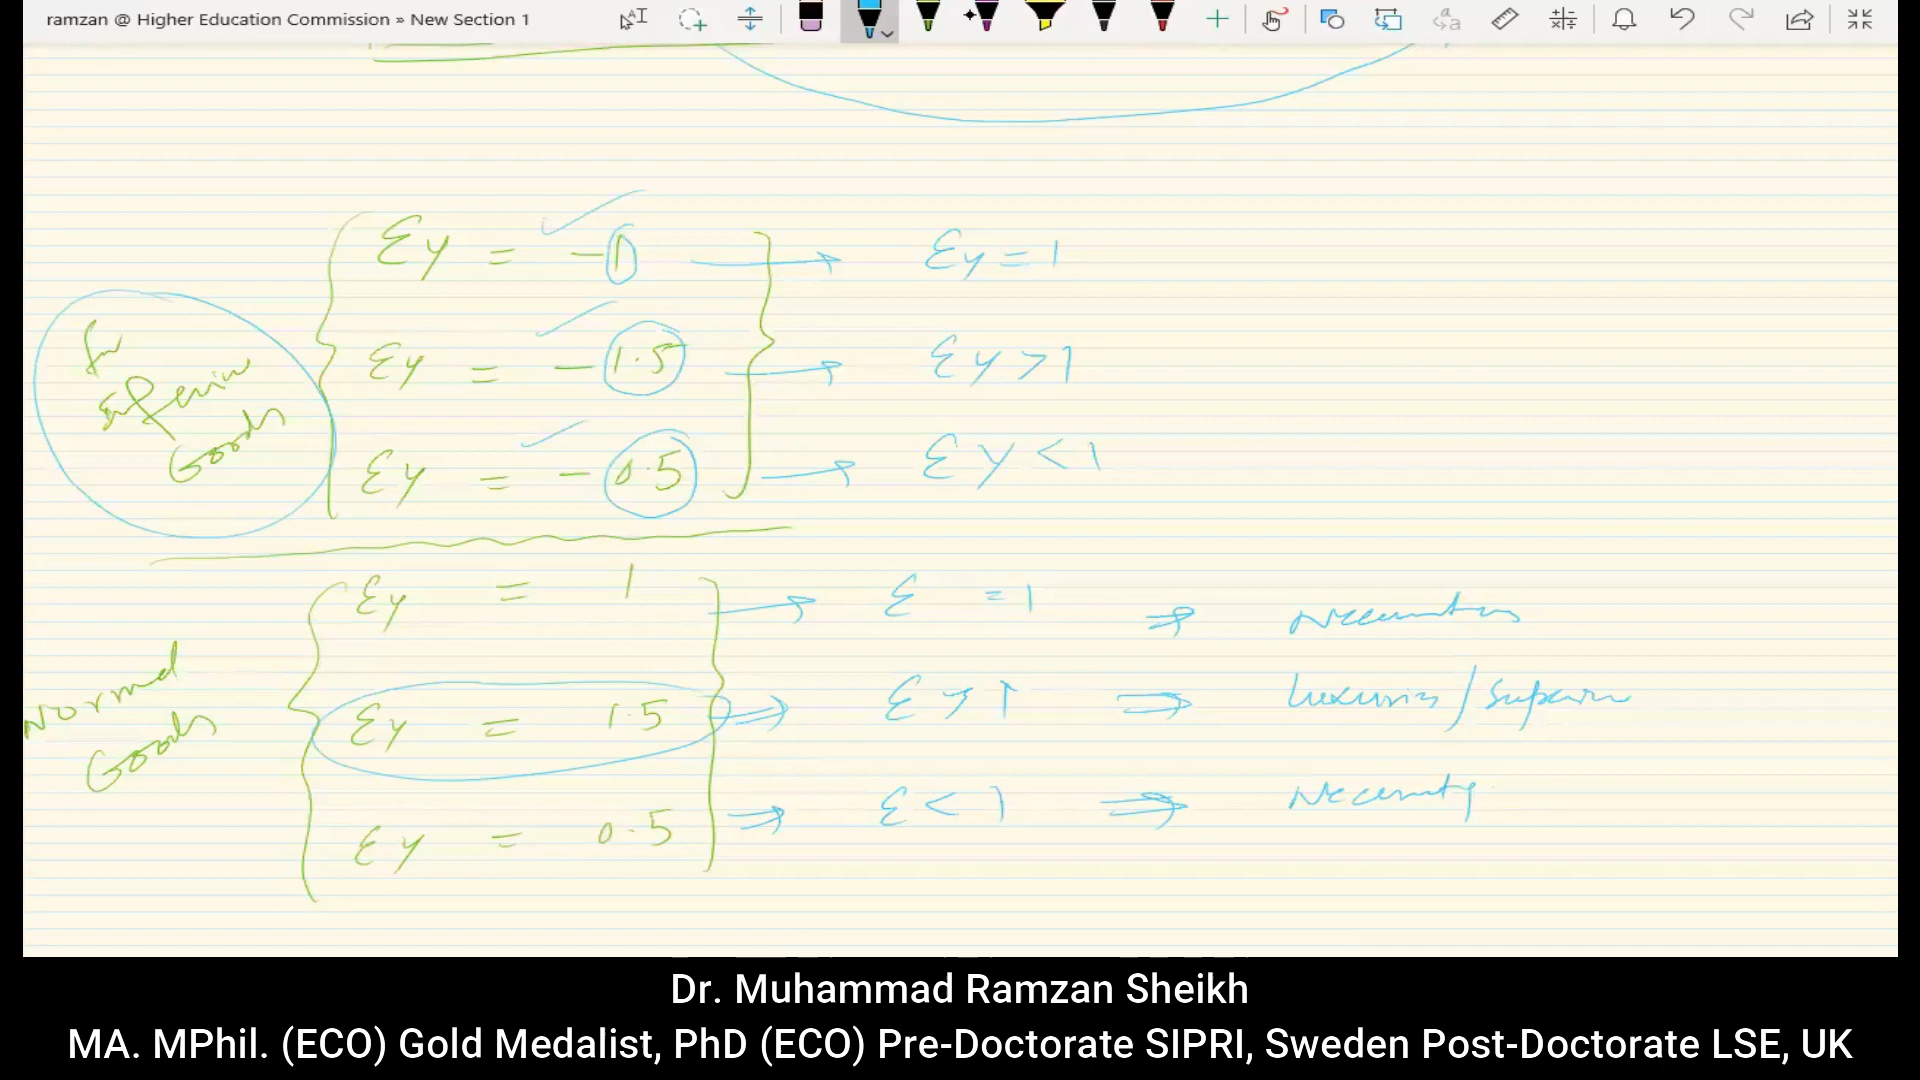 ramzan @ Higher Education Commission » New Section 1
Ey = -1 → Ey = 1
Ey = -1.5 → Ey > 1
Ey = -0.5 → Ey < 1
for
Inferior
Goods
Ey = 1 → E = 1 ⇒ Necessities
Ey = 1.5 ⇒ E > 1 ⇒ Luxuries / Superior
Ey = 0.5 ⇒ E < 1 ⇒ Necessity
Normal
Goods
Dr. Muhammad Ramzan Sheikh
MA. MPhil. (ECO) Gold Medalist, PhD (ECO) Pre-Doctorate SIPRI, Sweden Post-Doctorate LSE, UK